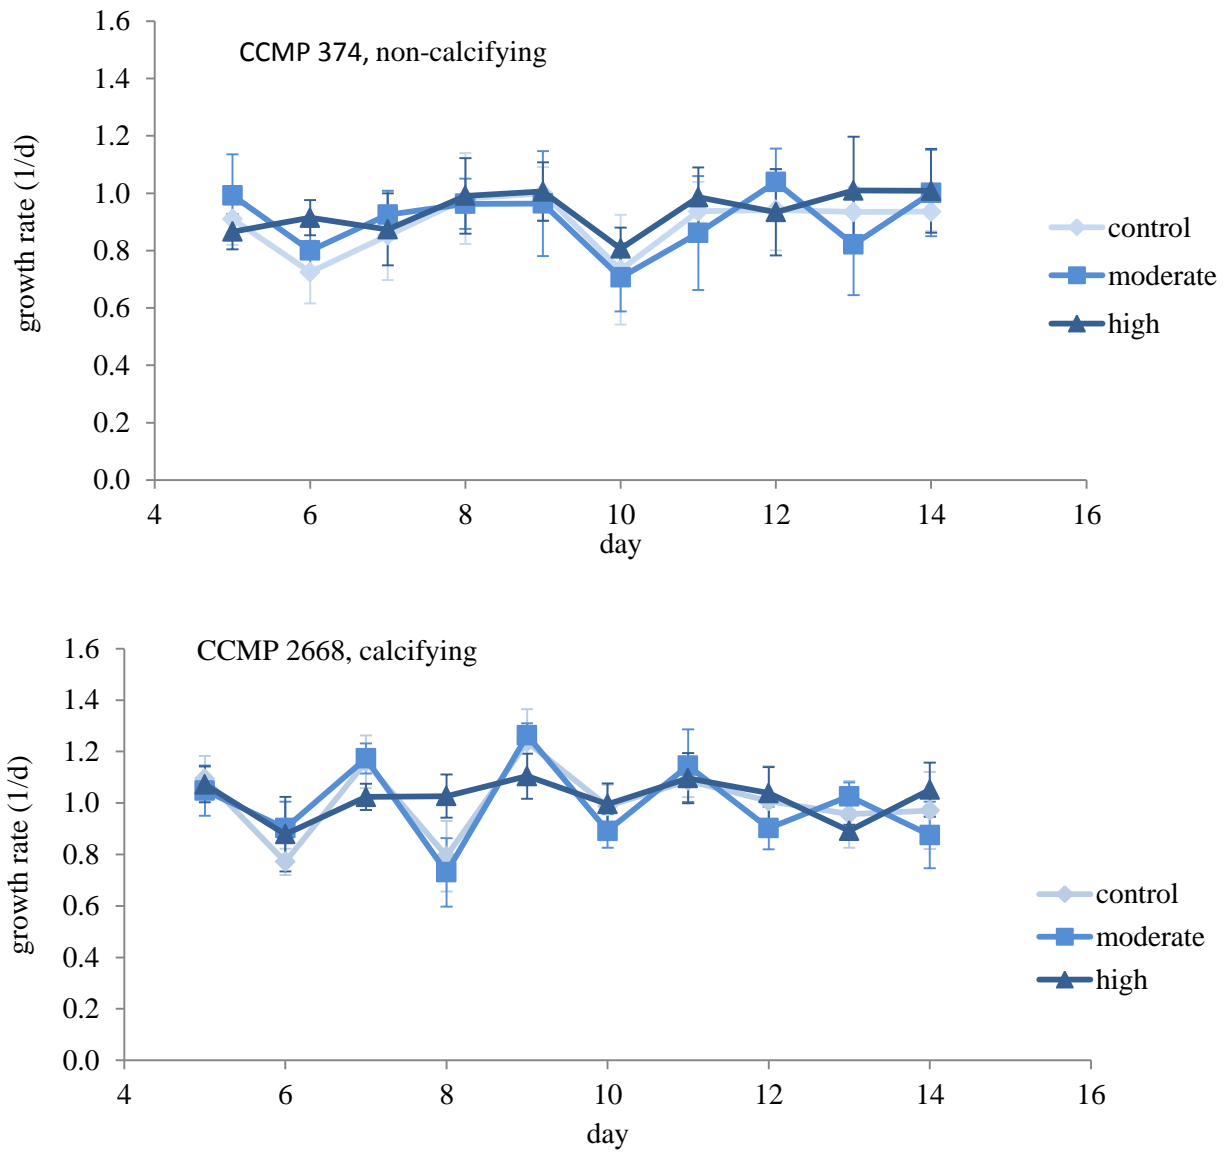 CCMP 374, non-calcifying
growth rate (1/d)
1.6
1.4
1.2
1.0
0.8
0.6
0.4
0.2
0.0
4 6 8 10 12 14 16
day
control
moderate
high
CCMP 2668, calcifying
growth rate (1/d)
1.6
1.4
1.2
1.0
0.8
0.6
0.4
0.2
0.0
4 6 8 10 12 14 16
day
control
moderate
high